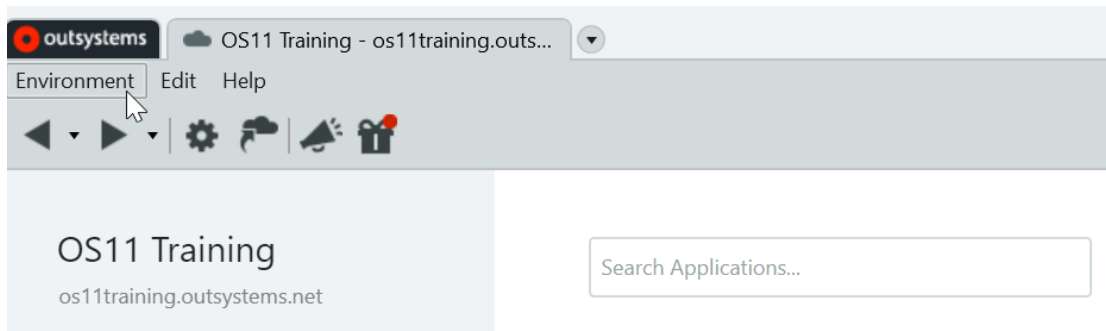 outsystems OS11 Training - os11training.outs...
Environment Edit Help
OS11 Training
Search Applications...
os11training.outsystems.net